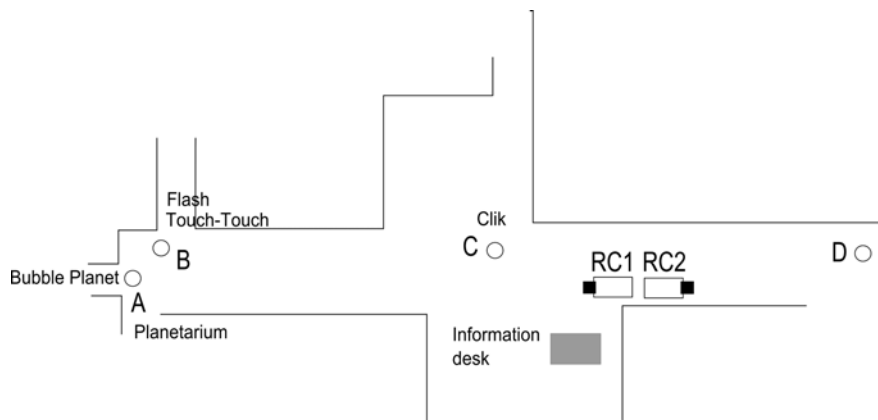 Flash
Touch-Touch
Clik
B
C
D
RC1 RC2
Bubble Planet
A
Planetarium
Information
desk